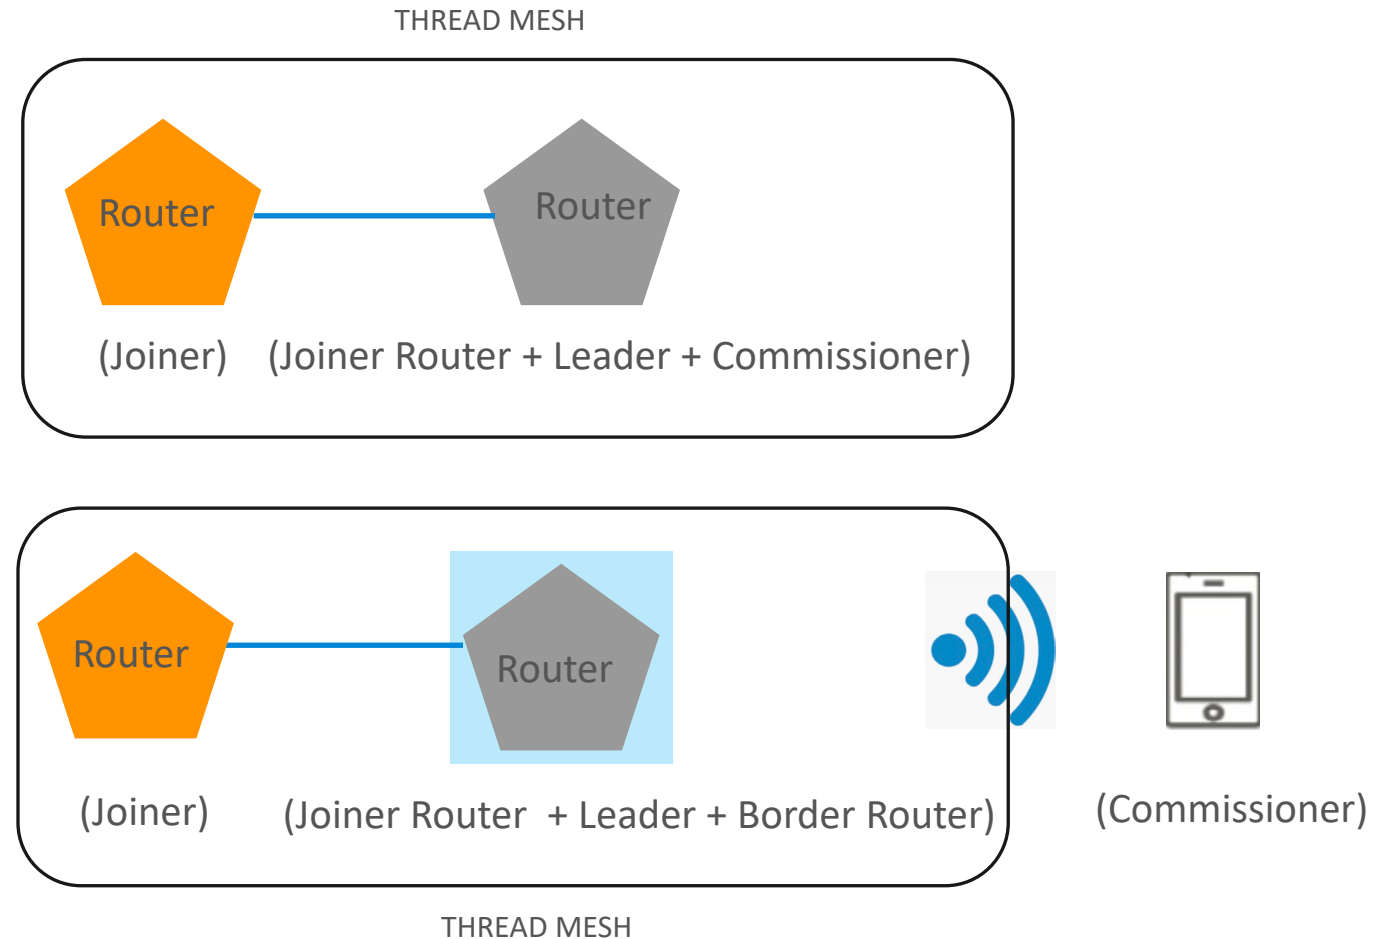 THREAD MESH
Router
Router
(Joiner)
(Joiner Router + Leader + Commissioner)
Router
Router
(Joiner)
(Joiner Router + Leader + Border Router)
(Commissioner)
THREAD MESH